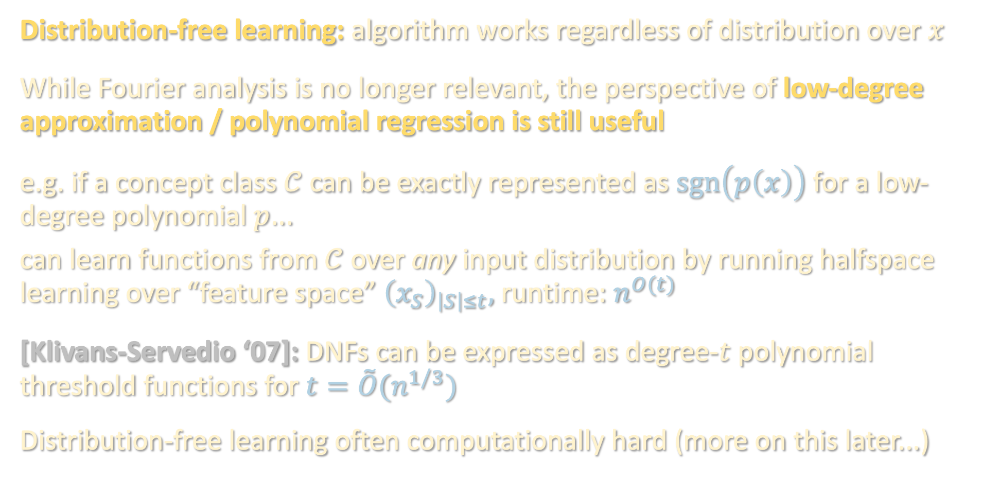 Distribution-free learning: algorithm works regardless of distribution over 𝑥
While Fourier analysis is no longer relevant, the perspective of low-degree
approximation / polynomial regression is still useful
e.g. if a concept class 𝒞 can be exactly represented as sgn(𝑝(𝑥)) for a low-
degree polynomial 𝑝…
can learn functions from 𝒞 over any input distribution by running halfspace
learning over “feature space” (𝑥_𝑆)_{|𝑆|≤𝑡}, runtime: 𝑛^{𝑂(𝑡)}
[Klivans-Servedio ‘07]: DNFs can be expressed as degree-𝑡 polynomial
threshold functions for 𝑡 = Õ(𝑛^{1/3})
Distribution-free learning often computationally hard (more on this later…)